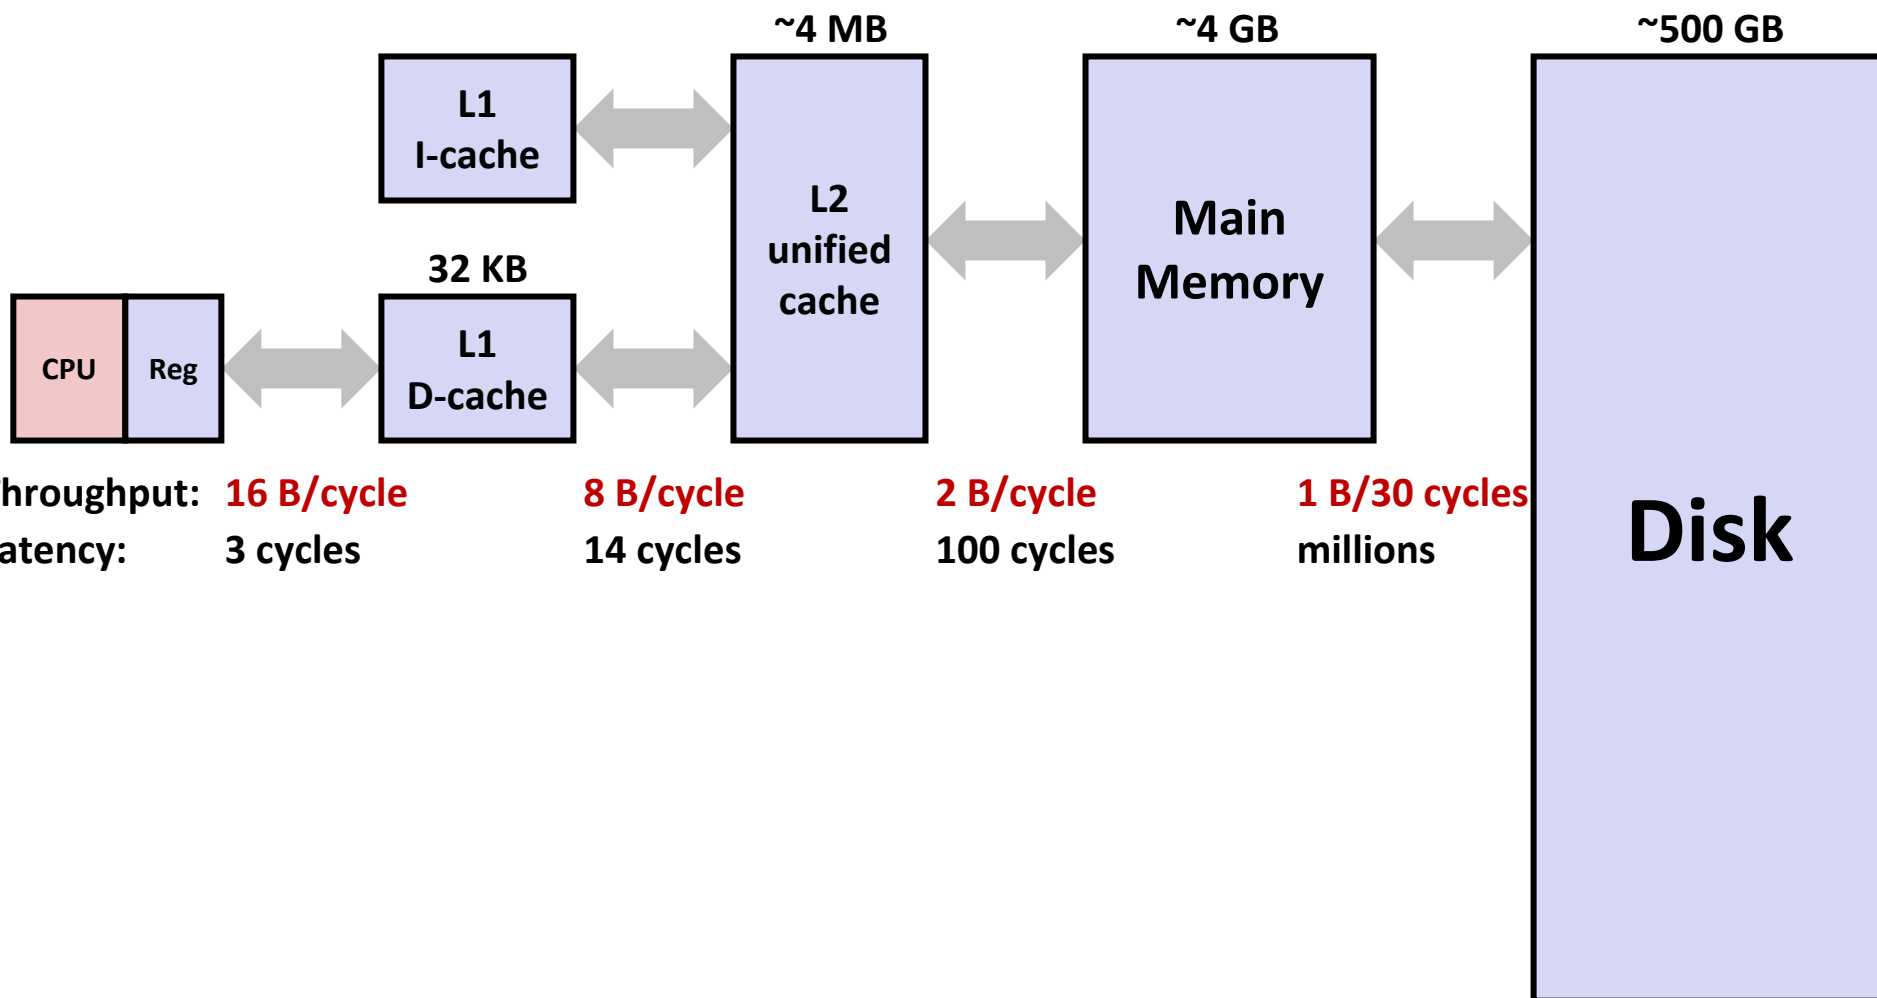 ~4 MB
~4 GB
~500 GB
L1
I-cache
L2
unified
cache
Main
Memory
32 KB
CPU
Reg
L1
D-cache
hroughput: 16 B/cycle 8 B/cycle 2 B/cycle 1 B/30 cycles
atency: 3 cycles 14 cycles 100 cycles millions
Disk